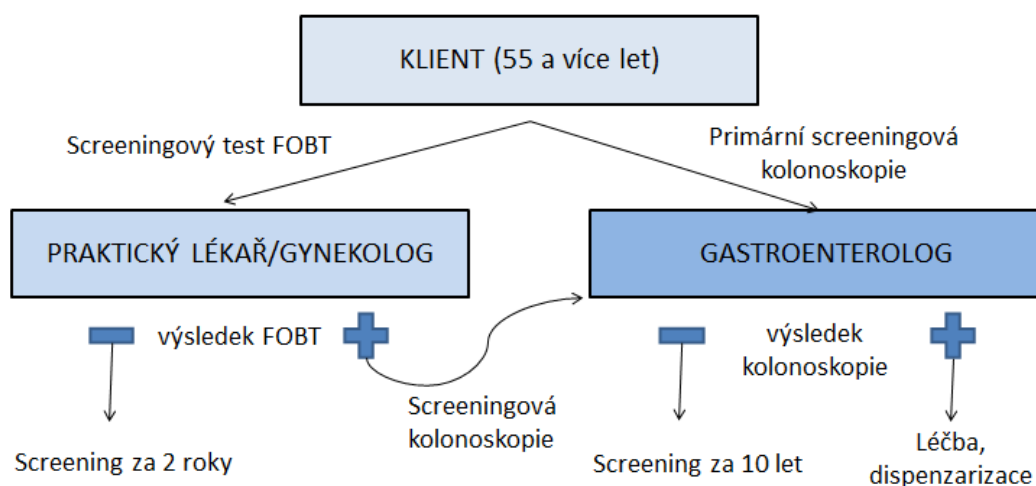 KLIENT (55 a více let)
Screeningový test FOBT
Primární screeningová
kolonoskopie
PRAKTICKÝ LÉKAŘ/GYNEKOLOG
GASTROENTEROLOG
výsledek FOBT
výsledek
kolonoskopie
Screeningová
kolonoskopie
Screening za 2 roky
Screening za 10 let
Léčba,
dispenzarizace